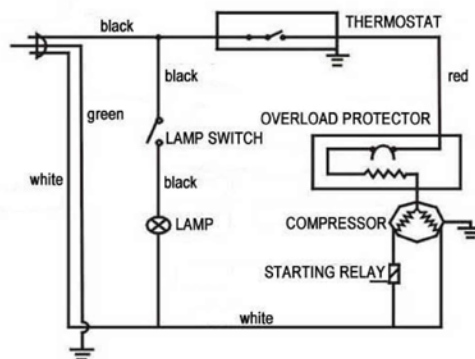 black
THERMOSTAT
black
red
green
OVERLOAD PROTECTOR
LAMP SWITCH
white
black
LAMP
COMPRESSOR
STARTING RELAY
white